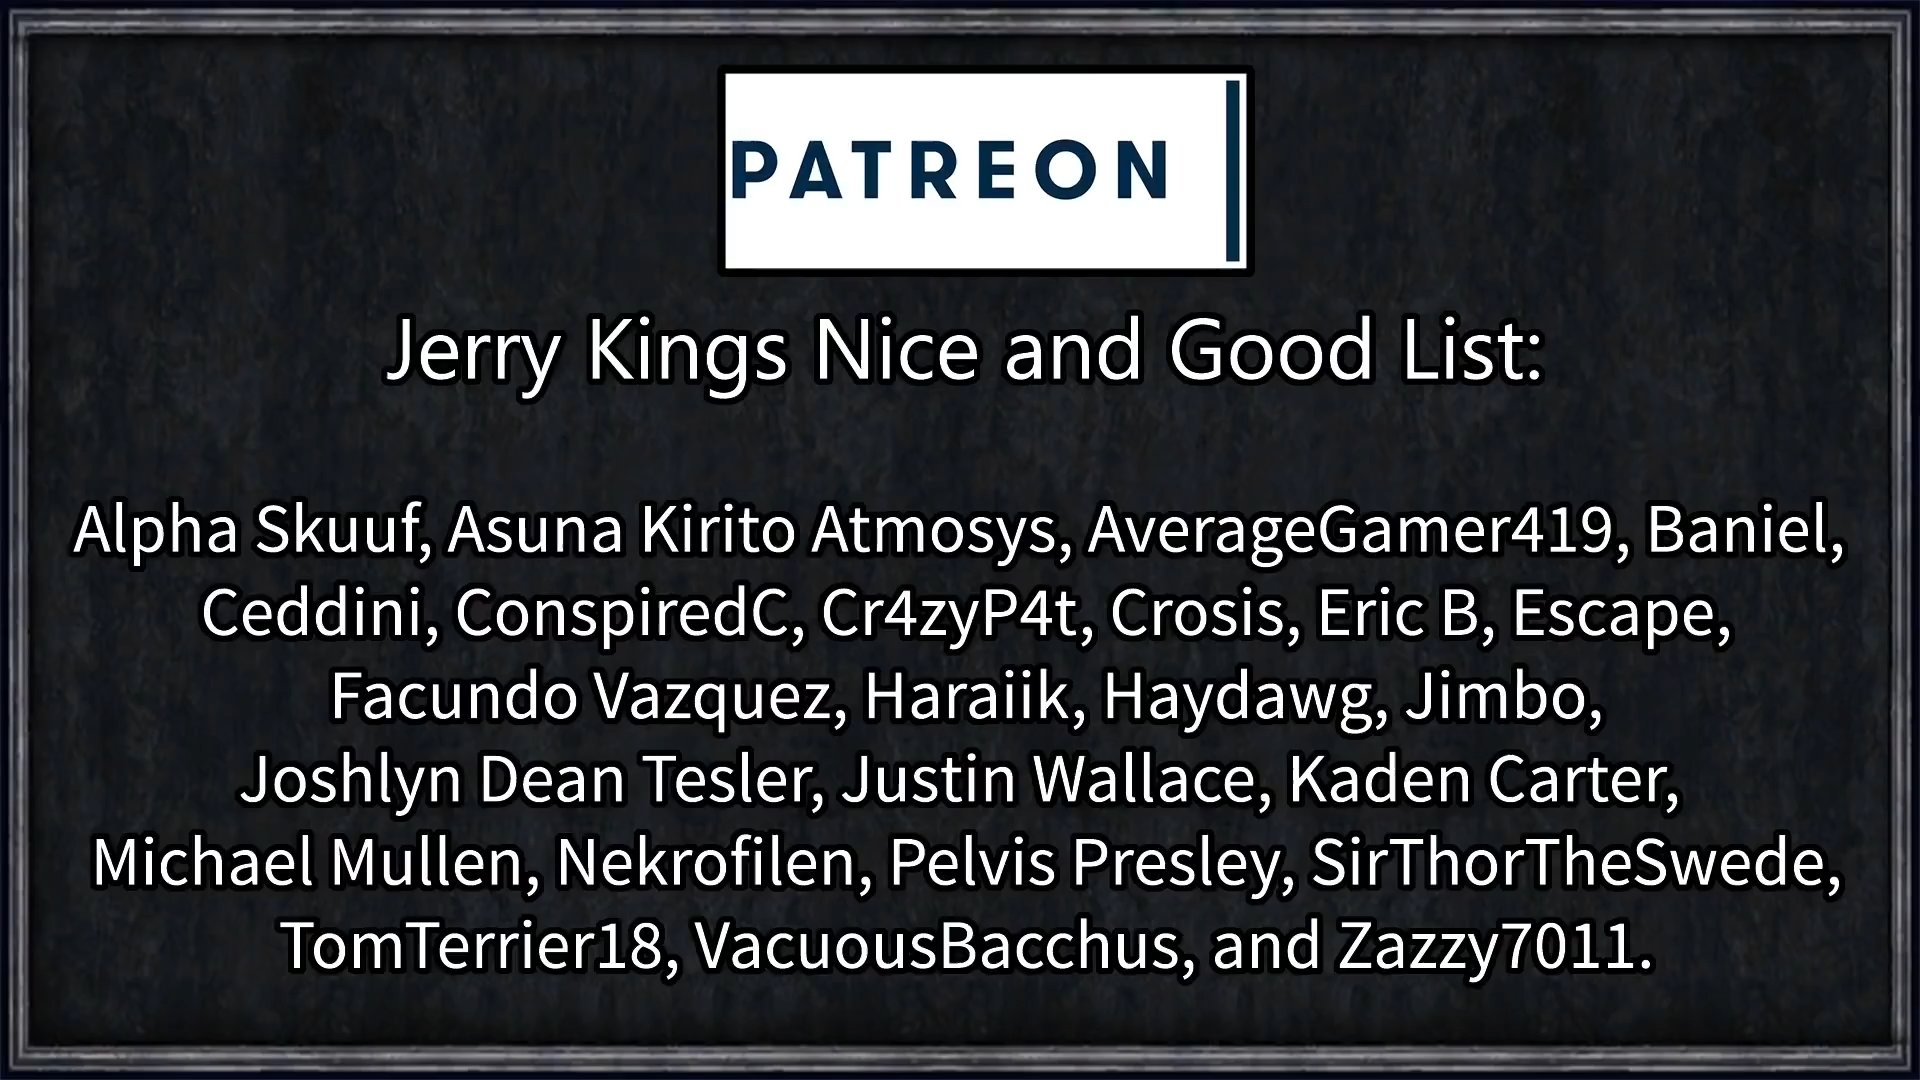 PATREON
Jerry Kings Nice and Good List:
Alpha Skuuf, Asuna Kirito Atmosys, AverageGamer419, Baniel,
Ceddini, ConspiredC, Cr4zyP4t, Crosis, Eric B, Escape,
Facundo Vazquez, Haraiik, Haydawg, Jimbo,
Joshlyn Dean Tesler, Justin Wallace, Kaden Carter,
Michael Mullen, Nekrofilen, Pelvis Presley, SirThorTheSwede,
TomTerrier18, VacuousBacchus, and Zazzy7011.